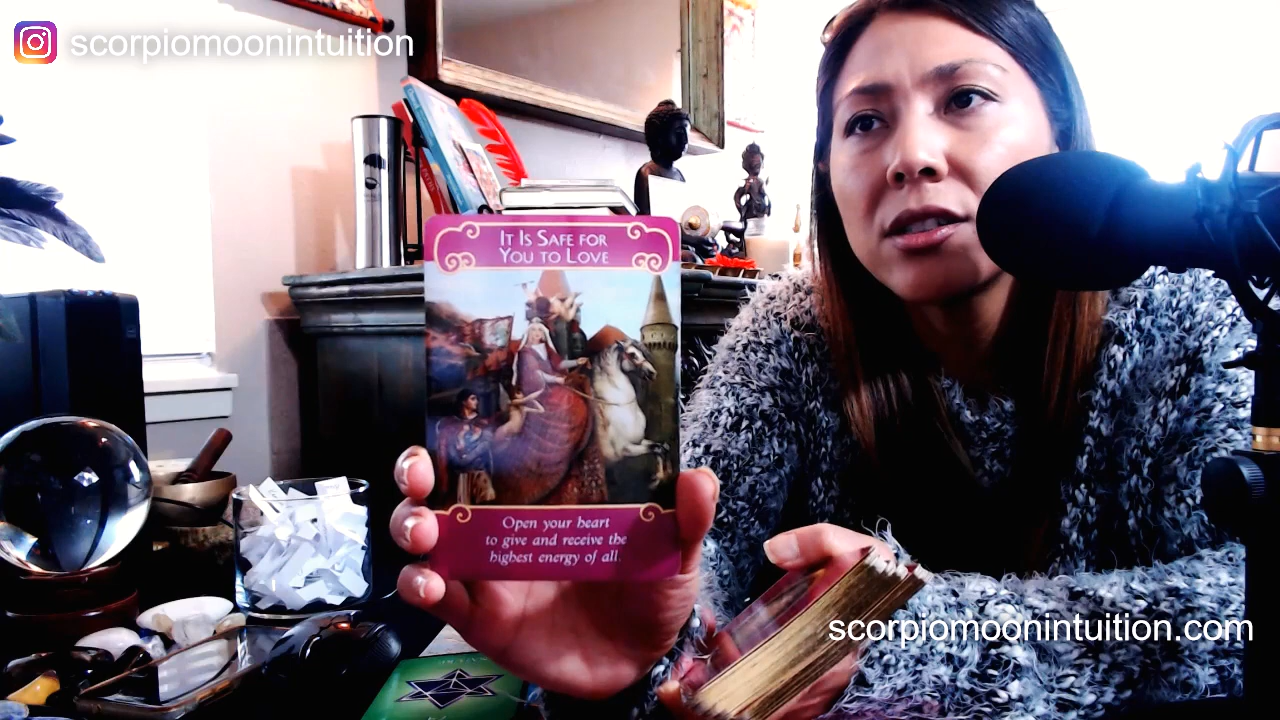 scorpiomoonintuition
It Is Safe for
You to Love
Open your heart
to give and receive the
highest energy of all.
scorpiomoonintuition.com